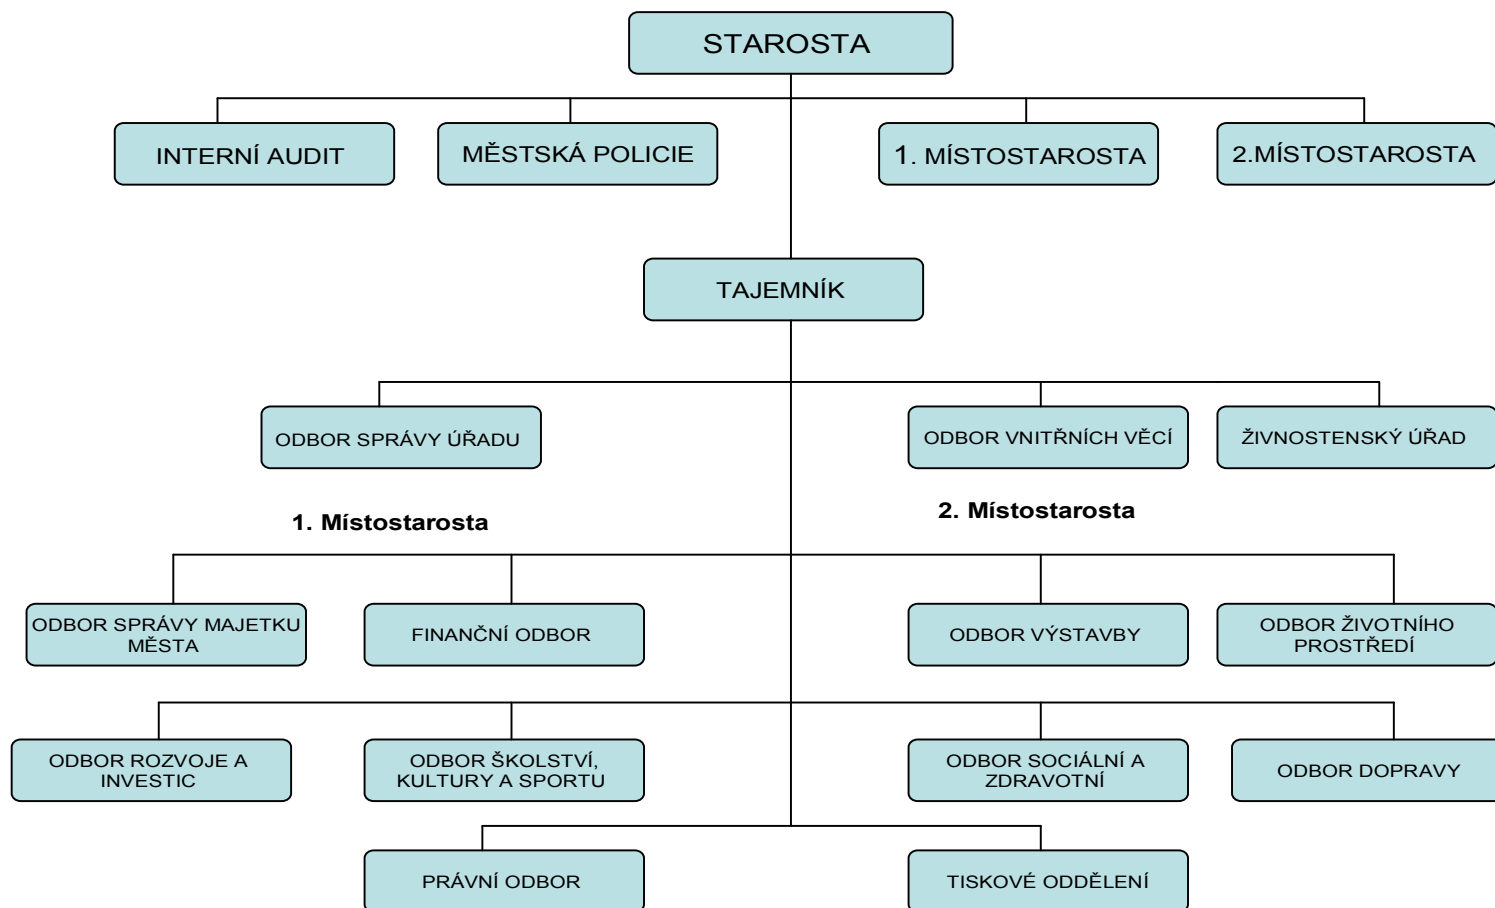 STAROSTA
INTERNÍ AUDIT
MĚSTSKÁ POLICIE
1. MÍSTOSTAROSTA
2.MÍSTOSTAROSTA
TAJEMNÍK
ODBOR SPRÁVY ÚŘADU
ODBOR VNITŘNÍCH VĚCÍ
ŽIVNOSTENSKÝ ÚŘAD
1. Místostarosta
2. Místostarosta
ODBOR SPRÁVY MAJETKU
MĚSTA
FINANČNÍ ODBOR
ODBOR VÝSTAVBY
ODBOR ŽIVOTNÍHO
PROSTŘEDÍ
ODBOR ROZVOJE A
INVESTIC
ODBOR ŠKOLSTVÍ,
KULTURY A SPORTU
ODBOR SOCIÁLNÍ A
ZDRAVOTNÍ
ODBOR DOPRAVY
PRÁVNÍ ODBOR
TISKOVÉ ODDĚLENÍ